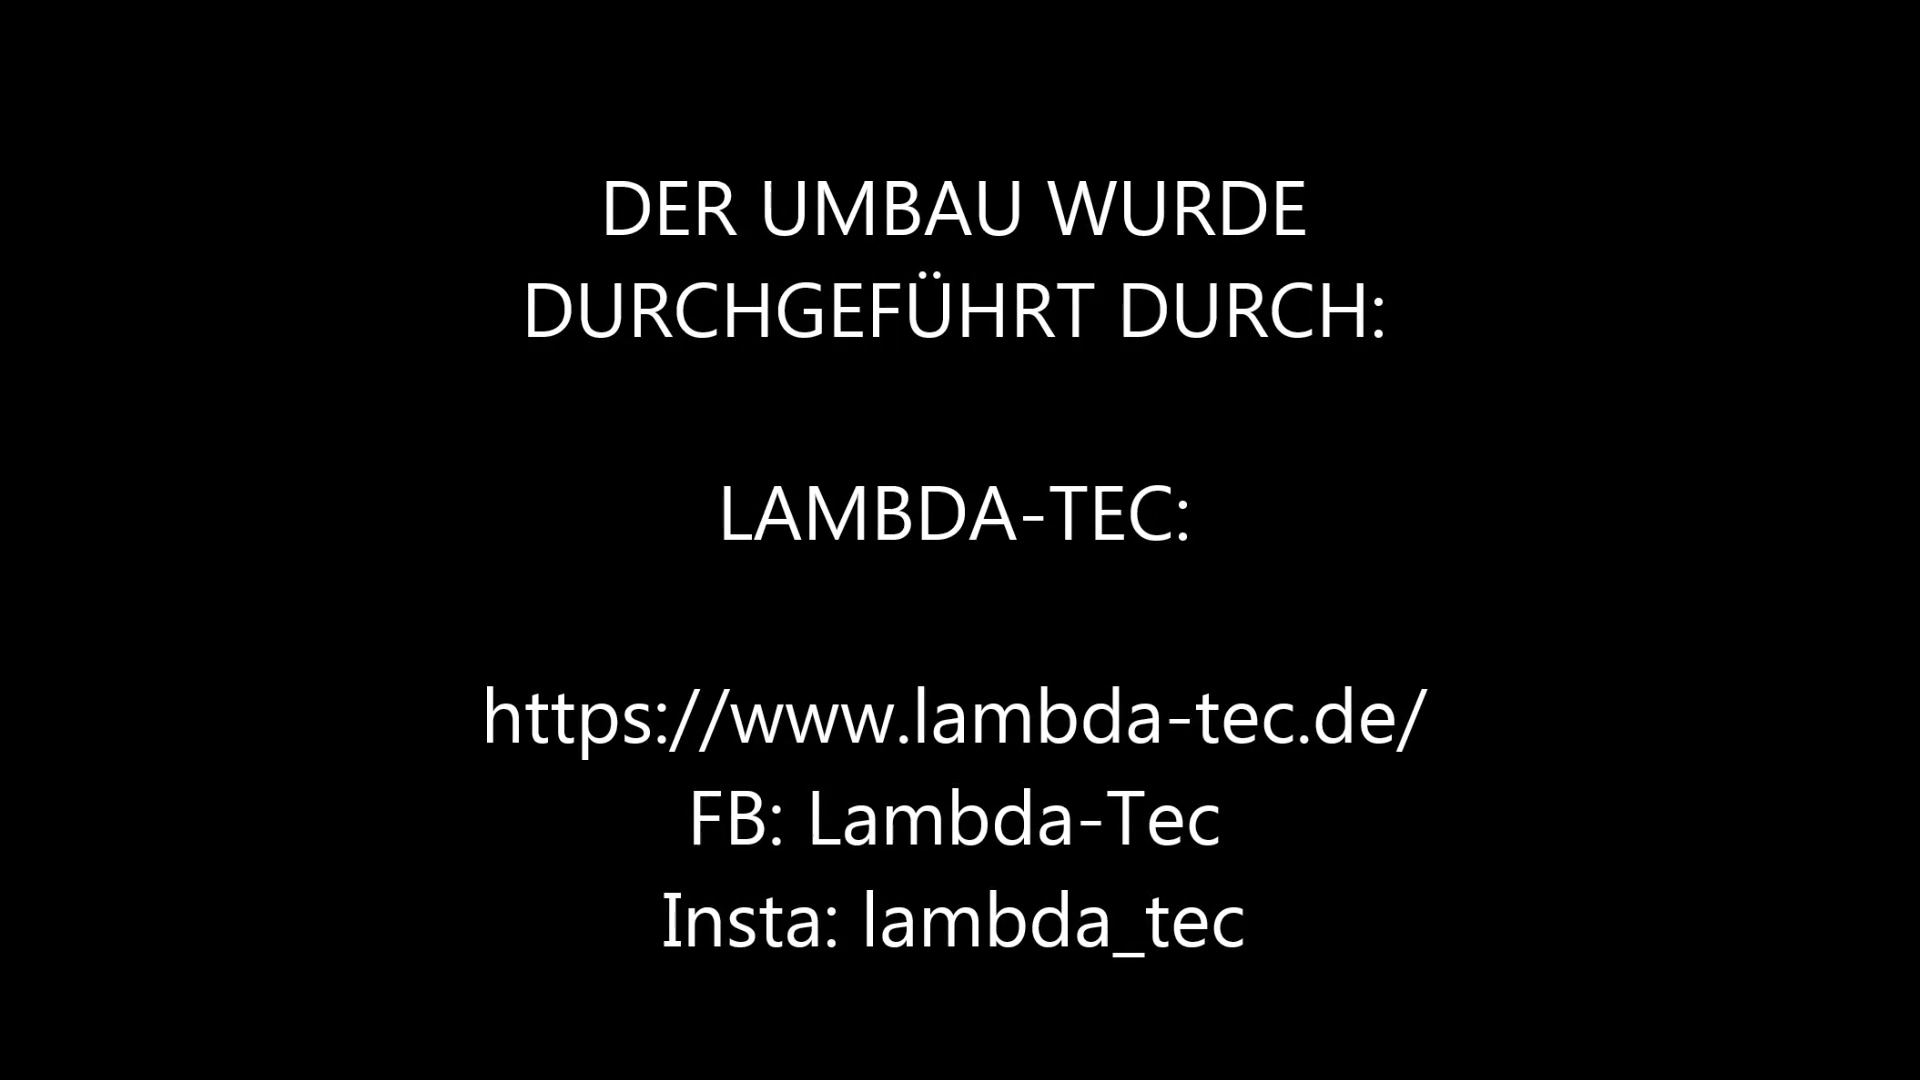 DER UMBAU WURDE
DURCHGEFÜHRT DURCH:
LAMBDA-TEC:
https://www.lambda-tec.de/
FB: Lambda-Tec
Insta: lambda_tec